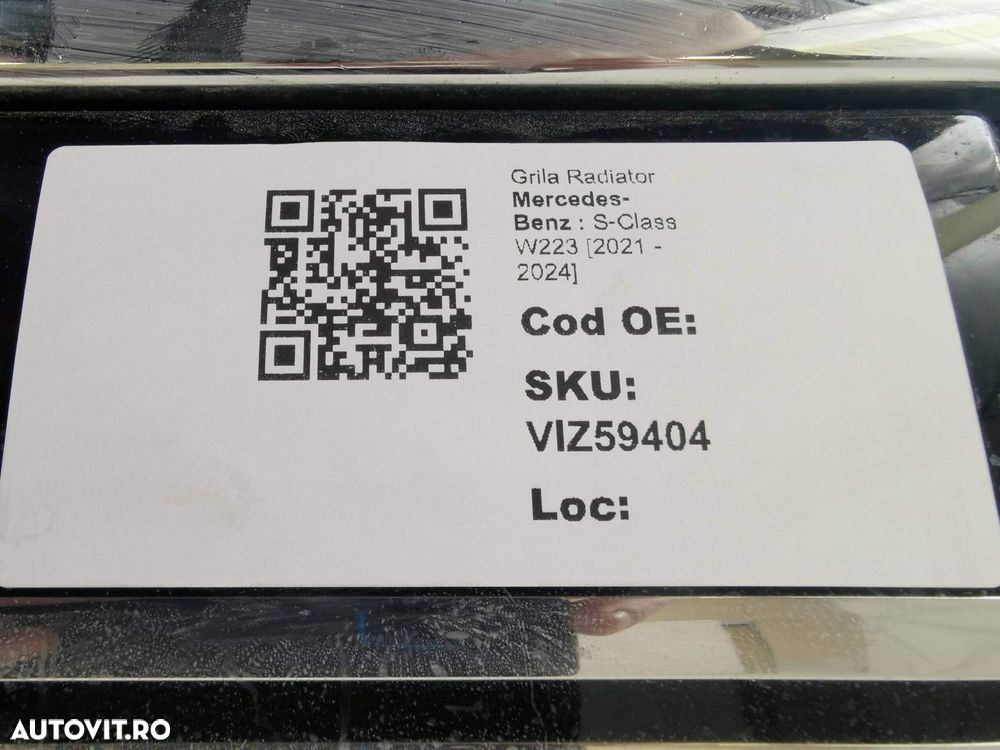 Grila Radiator
Mercedes-
Benz : S-Class
W223 [2021 -
2024]
Cod OE:
SKU:
VIZ59404
Loc:
AUTOVIT.RO